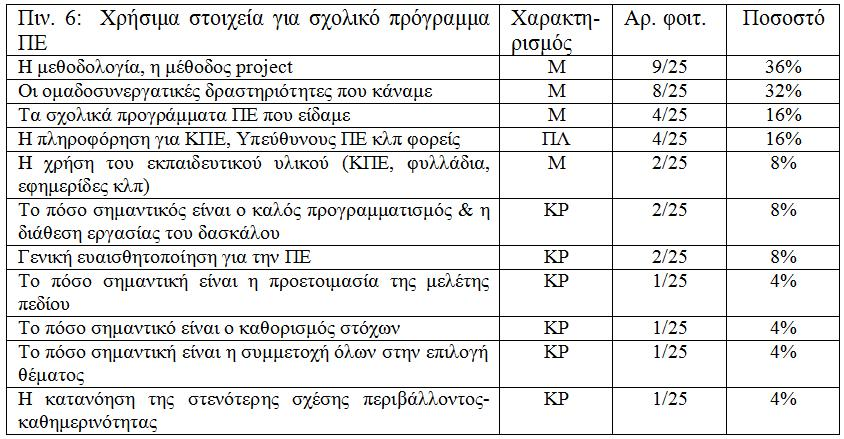 Πιν. 6: Χρήσιμα στοιχεία για σχολικό πρόγραμμα Χαρακτη- Αρ. φοιτ. Ποσοστό
ΠΕ ρισμός
Η μεθοδολογία, η μέθοδος project Μ 9/25 36%
Οι ομαδοσυνεργατικές δραστηριότητες που κάναμε Μ 8/25 32%
Τα σχολικά προγράμματα ΠΕ που είδαμε Μ 4/25 16%
Η πληροφόρηση για ΚΠΕ, Υπεύθυνους ΠΕ κλπ φορείς ΠΛ 4/25 16%
Η χρήση του εκπαιδευτικού υλικού (ΚΠΕ, φυλλάδια, Μ 2/25 8%
εφημερίδες κλπ)
Το πόσο σημαντικός είναι ο καλός προγραμματισμός & η ΚΡ 2/25 8%
διάθεση εργασίας του δασκάλου
Γενική ευαισθητοποίηση για την ΠΕ ΚΡ 2/25 8%
Το πόσο σημαντική είναι η προετοιμασία της μελέτης ΚΡ 1/25 4%
πεδίου
Το πόσο σημαντικό είναι ο καθορισμός στόχων ΚΡ 1/25 4%
Το πόσο σημαντική είναι η συμμετοχή όλων στην επιλογή ΚΡ 1/25 4%
θέματος
Η κατανόηση της στενότερης σχέσης περιβάλλοντος- ΚΡ 1/25 4%
καθημερινότητας